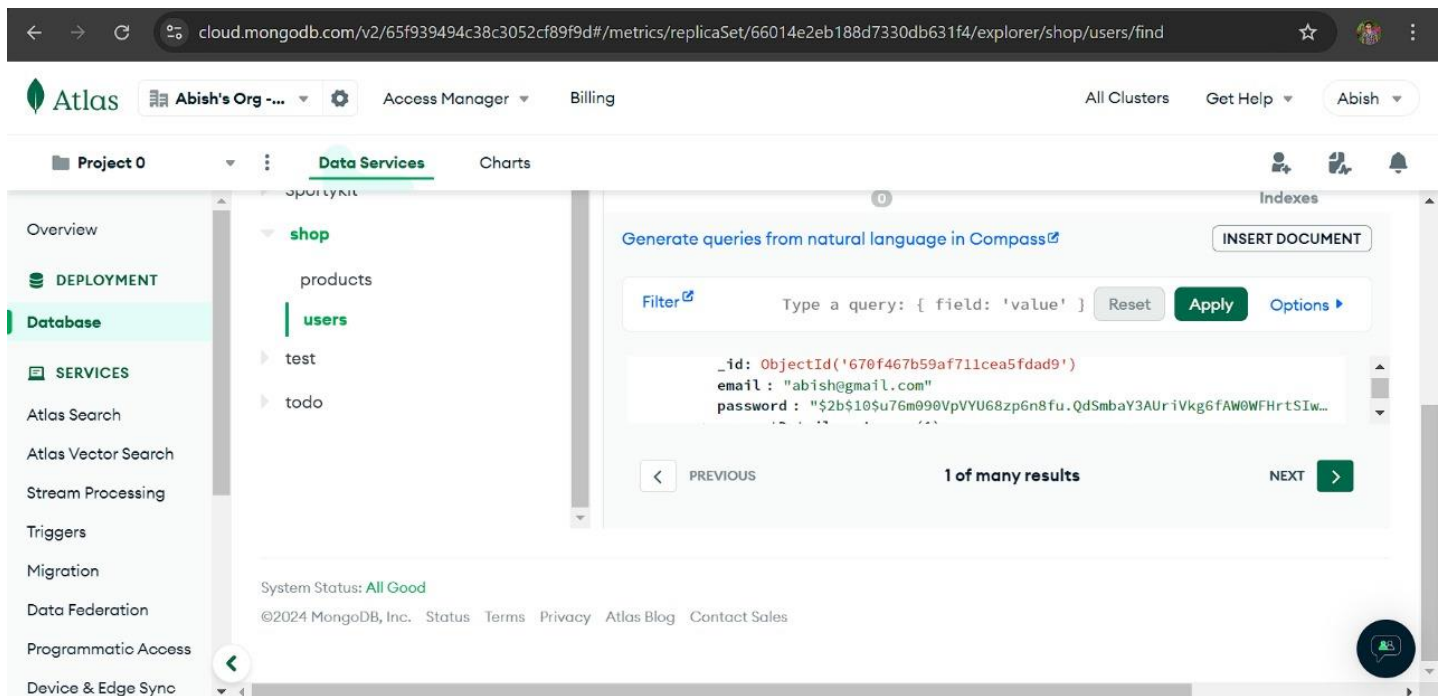 cloud.mongodb.com/v2/65f939494c38c3052cf89f9d#/metrics/replicaSet/66014e2eb188d7330db631f4/explorer/shop/users/find
Atlas Abish's Org -... Access Manager Billing All Clusters Get Help Abish
Project 0 Data Services Charts
Overview
DEPLOYMENT
Database
SERVICES
Atlas Search
Atlas Vector Search
Stream Processing
Triggers
Migration
Data Federation
Programmatic Access
Device & Edge Sync
Sportykit
shop
products
users
test
todo
0 Indexes
Generate queries from natural language in Compass INSERT DOCUMENT
Filter Type a query: { field: 'value' } Reset Apply Options
_id: ObjectId('670f467b59af711cea5fdad9')
email : "abish@gmail.com"
password : "$2b$10$u76m090VpVYU68zp6n8fu.QdSmbaY3AUriVkg6fAW0WFHrtSIw…
PREVIOUS 1 of many results NEXT
System Status: All Good
©2024 MongoDB, Inc. Status Terms Privacy Atlas Blog Contact Sales